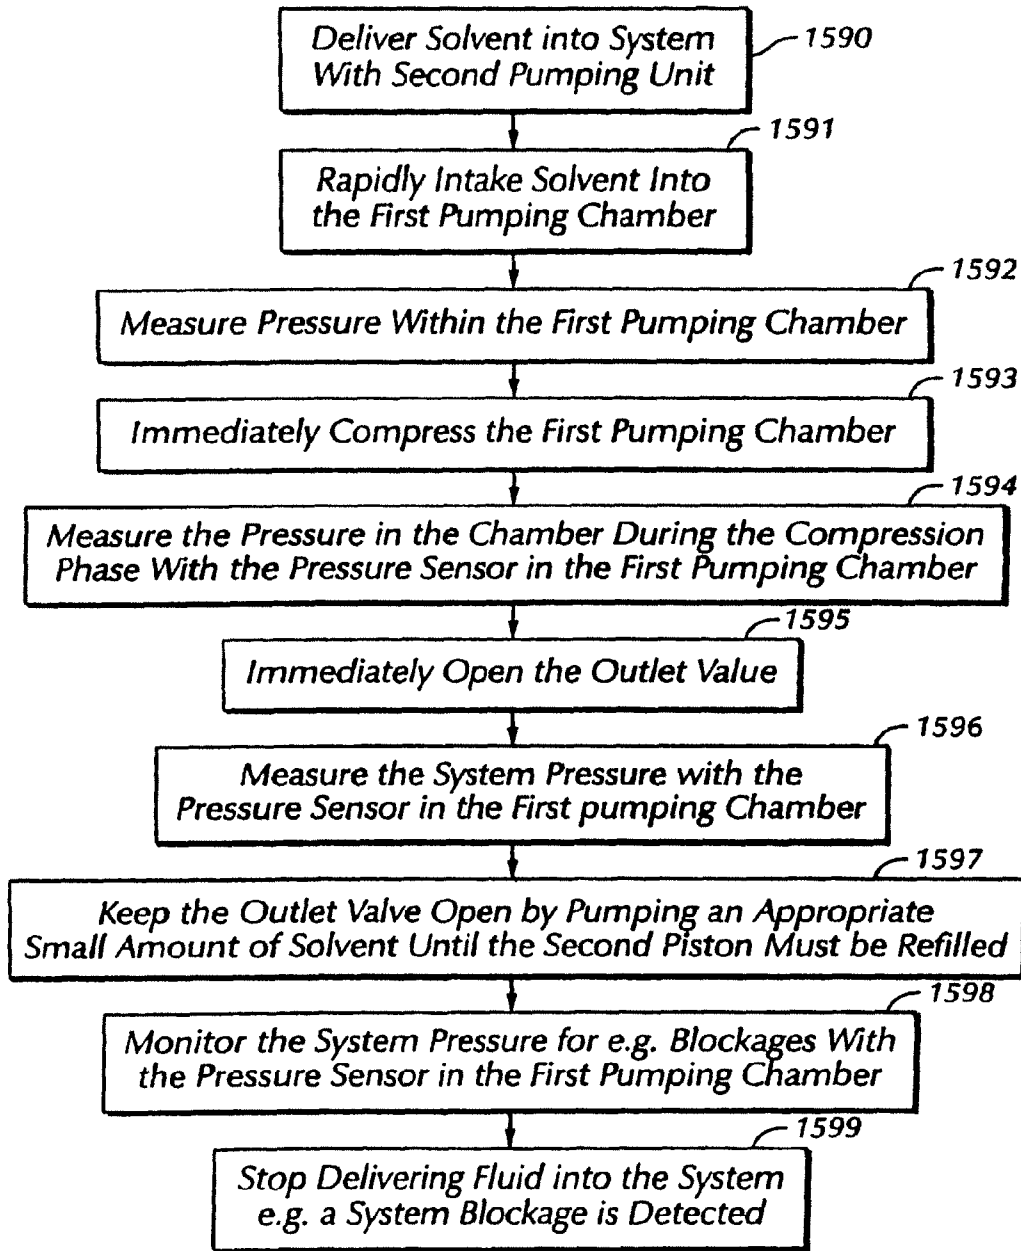 Deliver Solvent into System
With Second Pumping Unit
1590
Rapidly Intake Solvent Into
the First Pumping Chamber
1591
Measure Pressure Within the First Pumping Chamber
1592
Immediately Compress the First Pumping Chamber
1593
Measure the Pressure in the Chamber During the Compression
Phase With the Pressure Sensor in the First Pumping Chamber
1594
Immediately Open the Outlet Value
1595
Measure the System Pressure with the
Pressure Sensor in the First pumping Chamber
1596
Keep the Outlet Valve Open by Pumping an Appropriate
Small Amount of Solvent Until the Second Piston Must be Refilled
1597
Monitor the System Pressure for e.g. Blockages With
the Pressure Sensor in the First Pumping Chamber
1598
Stop Delivering Fluid into the System
e.g. a System Blockage is Detected
1599